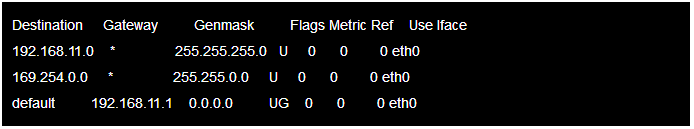 Destination Gateway Genmask Flags Metric Ref Use Iface
192.168.11.0 * 255.255.255.0 U 0 0 0 eth0
169.254.0.0 * 255.255.0.0 U 0 0 0 eth0
default 192.168.11.1 0.0.0.0 UG 0 0 0 eth0